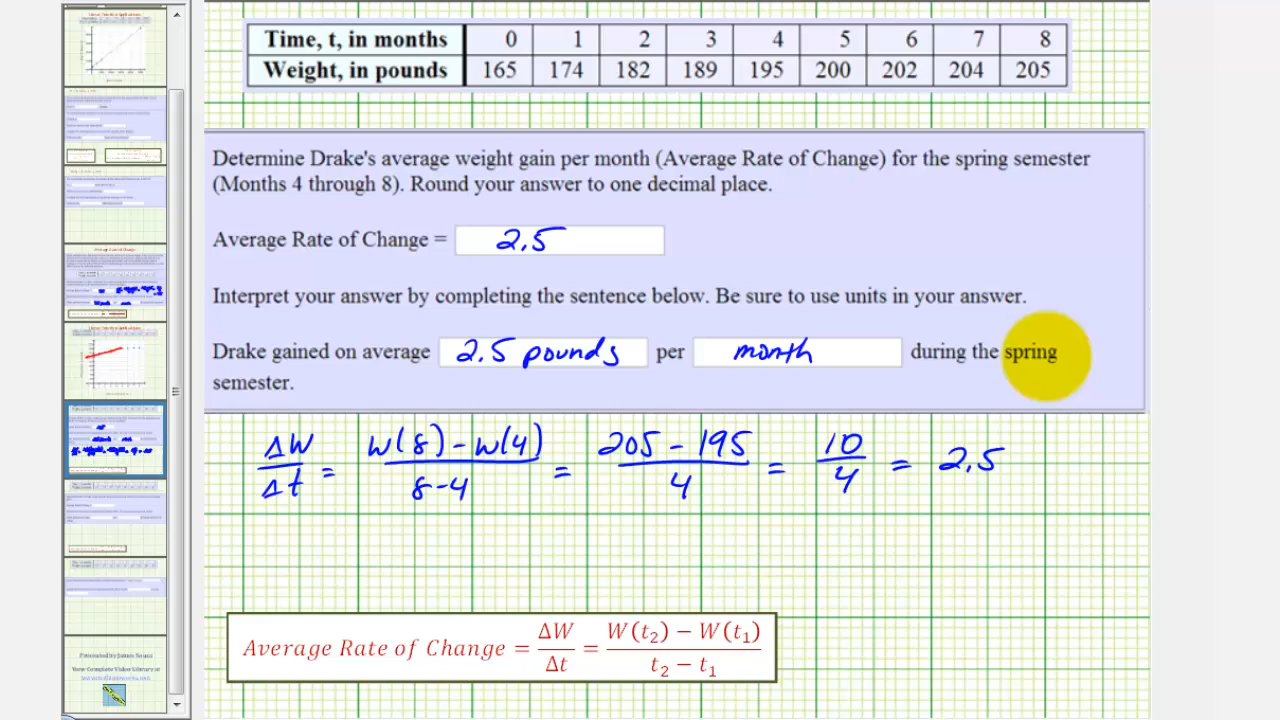 Time, t, in months 0 1 2 3 4 5 6 7 8
Weight, in pounds 165 174 182 189 195 200 202 204 205
Determine Drake's average weight gain per month (Average Rate of Change) for the spring semester
(Months 4 through 8). Round your answer to one decimal place.
Average Rate of Change = 2.5
Interpret your answer by completing the sentence below. Be sure to use units in your answer.
Drake gained on average 2.5 pounds per month during the spring
semester.
ΔW/Δt = (W(8) - W(4))/(8-4) = (205 - 195)/4 = 10/4 = 2.5
Average Rate of Change = ΔW/Δt = (W(t₂) − W(t₁))/(t₂ − t₁)